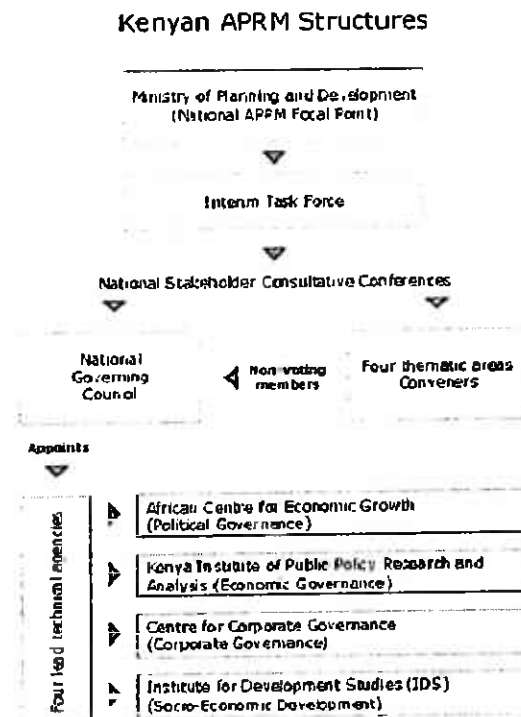 Kenyan APRM Structures
Ministry of Planning and Development
(National APRM Focal Point)
Interim Task Force
National Stakeholder Consultative Conferences
National
Governing
Council
Non-voting
members
Four thematic areas
Conveners
Appoints
Four lead technical agencies
African Centre for Economic Growth
(Political Governance)
Kenya Institute of Public Policy Research and
Analysis (Economic Governance)
Centre for Corporate Governance
(Corporate Governance)
Institute for Development Studies (IDS)
(Socio-Economic Development)